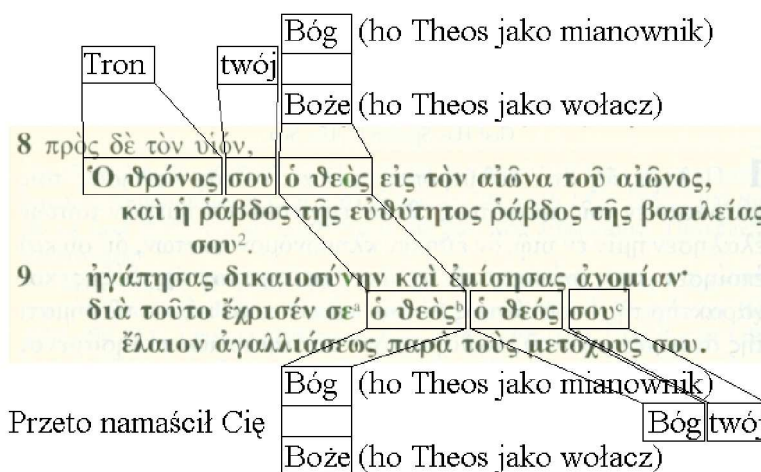 Bóg (ho Theos jako mianownik)
Tron twój
Boże (ho Theos jako wołacz)
8 πρὸς δὲ τὸν υἱόν,
Ὁ θρόνος σου ὁ θεὸς εἰς τὸν αἰῶνα τοῦ αἰῶνος,
καὶ ἡ ῥάβδος τῆς εὐθύτητος ῥάβδος τῆς βασιλείας
σου².
9 ἠγάπησας δικαιοσύνην καὶ ἐμίσησας ἀνομίαν·
διὰ τοῦτο ἔχρισέν σεᵃ ὁ θεὸςᵇ ὁ θεός σουᶜ
ἔλαιον ἀγαλλιάσεως παρὰ τοὺς μετόχους σου.
Bóg (ho Theos jako mianownik)
Przeto namaścił Cię Bóg twój
Boże (ho Theos jako wołacz)